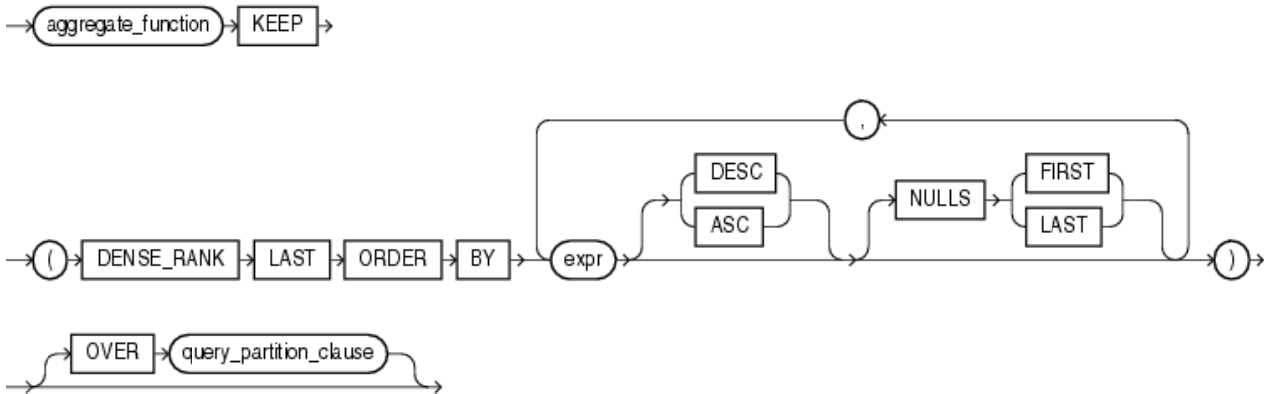 aggregate_function KEEP
,
DESC FIRST
NULLS
ASC LAST
( DENSE_RANK LAST ORDER BY expr )
OVER query_partition_clause